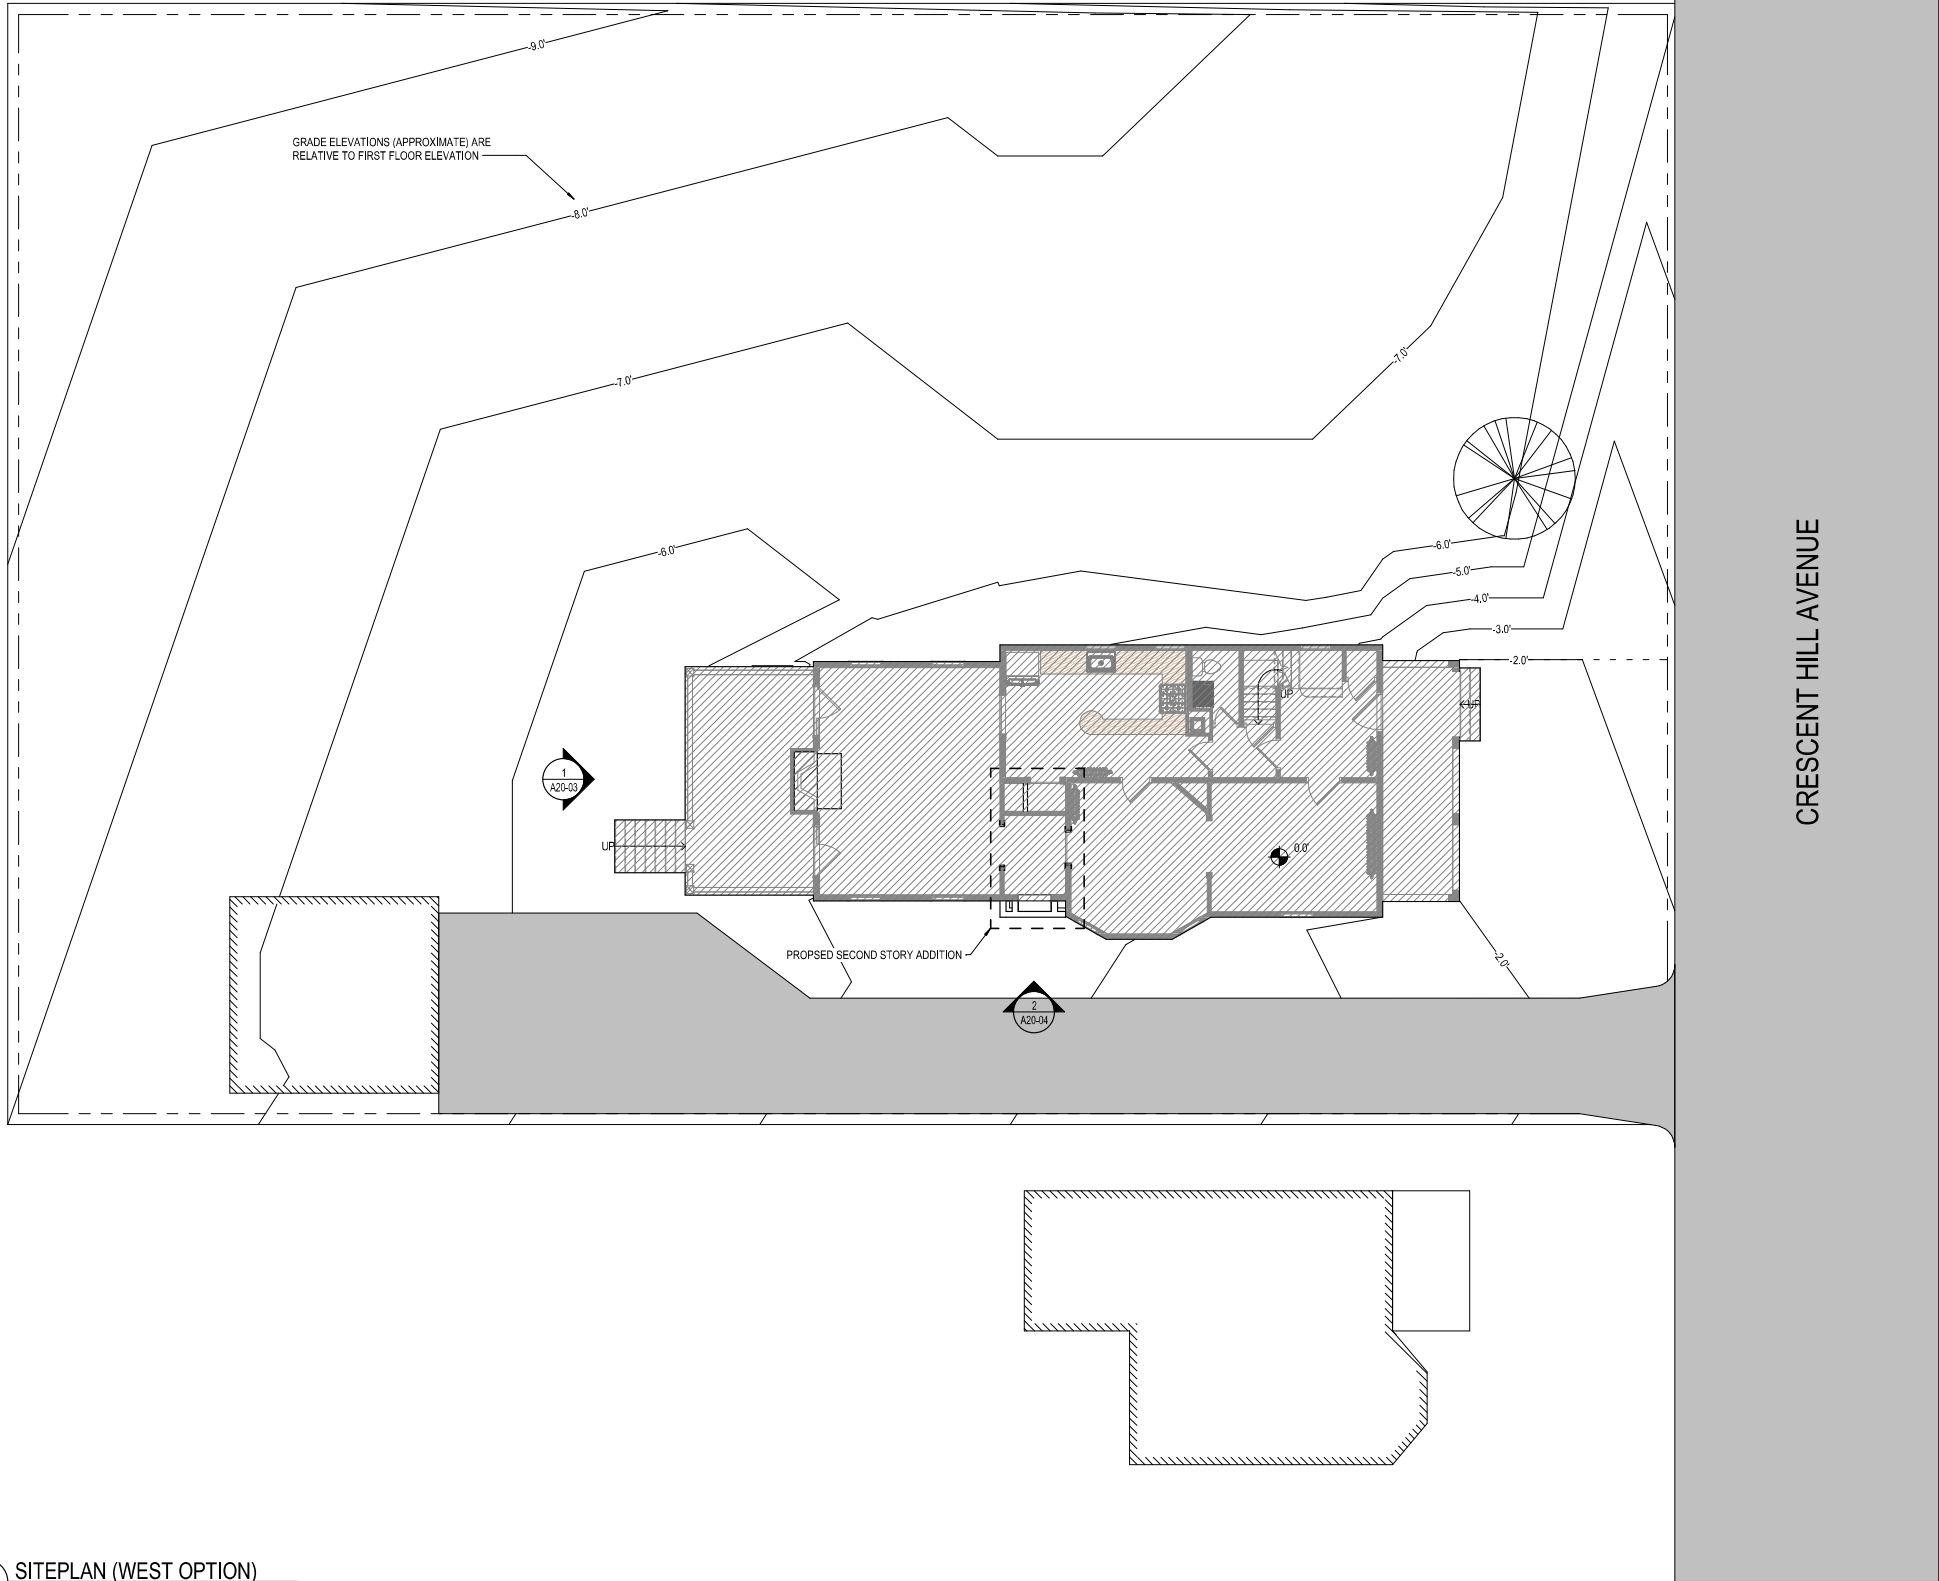 -9.0'
GRADE ELEVATIONS (APPROXIMATE) ARE
RELATIVE TO FIRST FLOOR ELEVATION
-8.0'
-7.0'
-7.0'
-6.0'
-6.0'
-5.0'
-4.0'
-3.0'
-2.0'
CRESCENT HILL AVENUE
UP
UP
1
A20-03
UP
0.0'
PROPSED SECOND STORY ADDITION
-2.0'
2
A20-04
SITEPLAN (WEST OPTION)